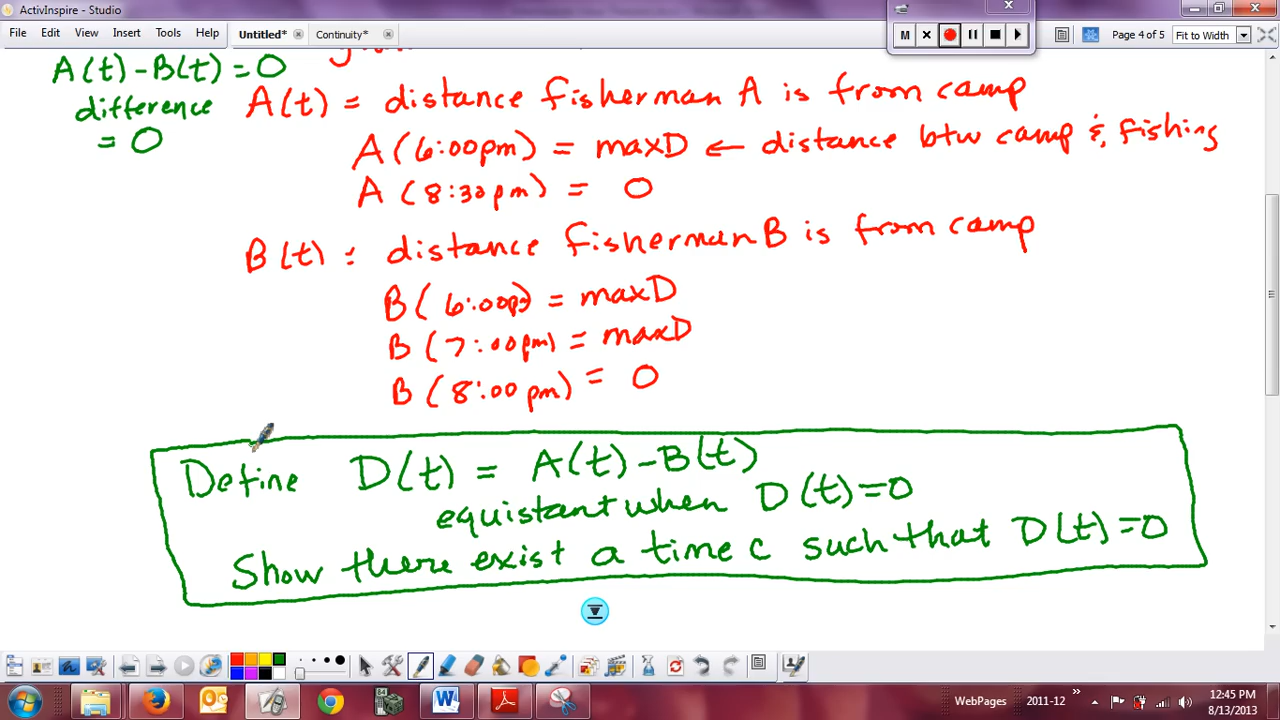 ActivInspire - Studio
File Edit View Insert Tools Help
Untitled*
Continuity*
M
Page 4 of 5
Fit to Width
A(t)-B(t)=0
difference
= 0
A(t) = distance fisherman A is from camp
A(6:00pm) = maxD ← distance btw camp & fishing
A(8:30pm) = 0
B(t) = distance fisherman B is from camp
B(6:00p) = maxD
B(7:00pm) = maxD
B(8:00pm) = 0
Define D(t) = A(t)-B(t)
equistant when D(t)=0
Show there exist a time c such that D(t)=0
WebPages
2011-12
»
12:45 PM
8/13/2013